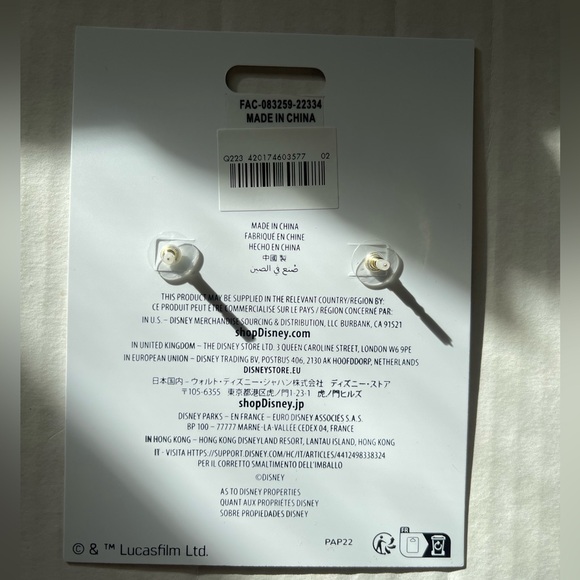 FAC-083259-22334
MADE IN CHINA
Q223 420174603577 02
MADE IN CHINA
FABRIQUÉ EN CHINE
HECHO EN CHINA
中國製
صُنع في الصين
THIS PRODUCT MAY BE SUPPLIED IN THE RELEVANT COUNTRY/REGION BY:
CE PRODUIT PEUT ÊTRE COMMERCIALISE SUR LE PAYS / REGION CONCERNÉ PAR:
IN U.S. – DISNEY MERCHANDISE SOURCING & DISTRIBUTION, LLC BURBANK, CA 91521
shopDisney.com
IN UNITED KINGDOM – THE DISNEY STORE LTD. 3 QUEEN CAROLINE STREET, LONDON W6 9PE
IN EUROPEAN UNION – DISNEY TRADING BV, POSTBUS 406, 2130 AK HOOFDDORP, NETHERLANDS
DISNEYSTORE.EU
日本国内－ウォルト・ディズニー・ジャパン株式会社 ディズニー・ストア
〒105-6355 東京都港区虎ノ門1-23-1 虎ノ門ヒルズ
shopDisney.jp
DISNEY PARKS – EN FRANCE – EURO DISNEY ASSOCIÉS S.A.S.
BP 100 – 77777 MARNE-LA-VALLÉE CEDEX 04, FRANCE
IN HONG KONG – HONG KONG DISNEYLAND RESORT, LANTAU ISLAND, HONG KONG
IT - VISITA HTTPS://SUPPORT.DISNEY.COM/HC/IT/ARTICLES/4412498338324
PER IL CORRETTO SMALTIMENTO DELL'IMBALLO
©DISNEY
AS TO DISNEY PROPERTIES
QUANT AUX PROPRIÉTÉS DISNEY
SOBRE PROPIEDADES DISNEY
© & ™ Lucasfilm Ltd.
PAP22
FR